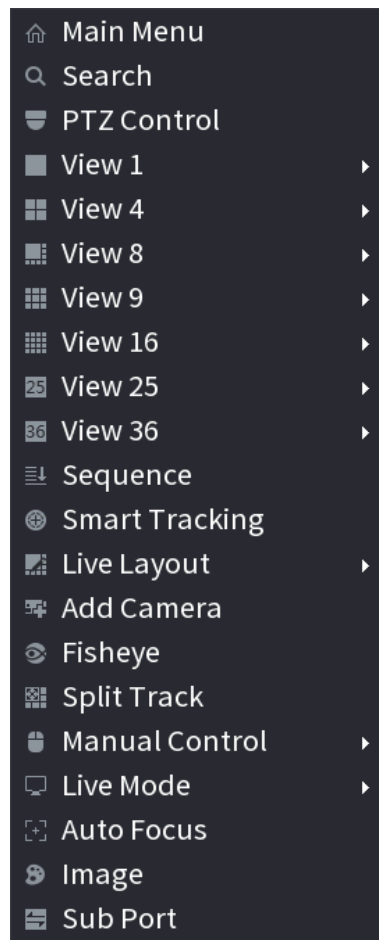 Main Menu
Search
PTZ Control
View 1
View 4
View 8
View 9
View 16
25 View 25
36 View 36
Sequence
Smart Tracking
Live Layout
Add Camera
Fisheye
Split Track
Manual Control
Live Mode
Auto Focus
Image
Sub Port